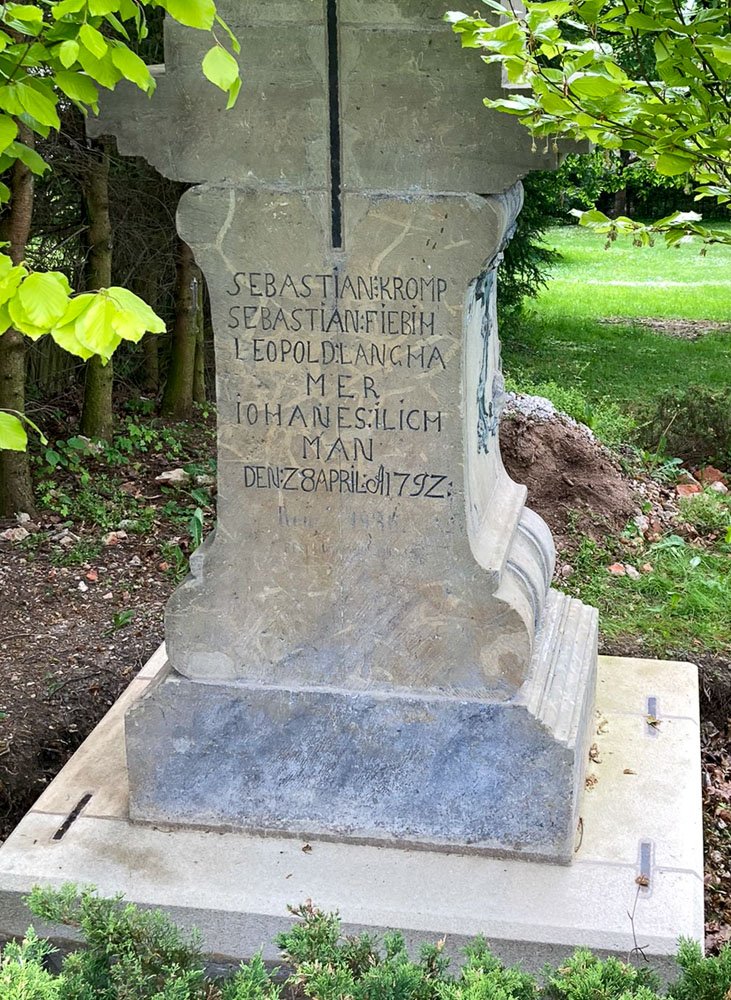 SEBASTIAN:KROMP
SEBASTIAN:FIEBIH
LEOPOLD:LANGMA
MER
IOHANES:ILICH
MAN
DEN:28APRIL:A1792: